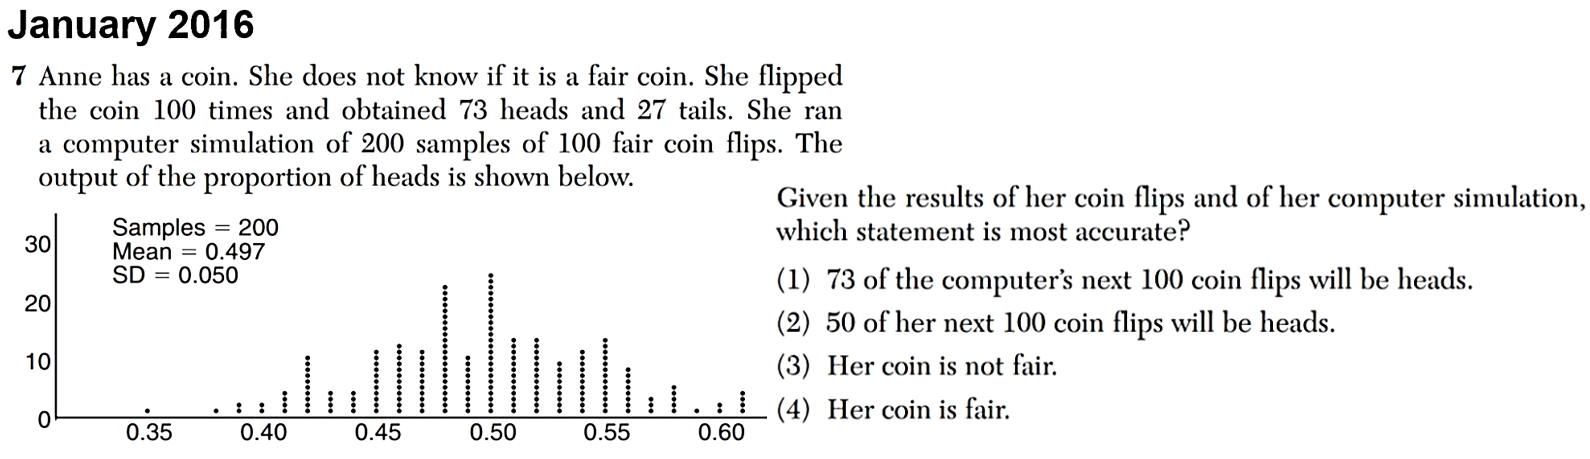 January 2016
7 Anne has a coin. She does not know if it is a fair coin. She flipped
the coin 100 times and obtained 73 heads and 27 tails. She ran
a computer simulation of 200 samples of 100 fair coin flips. The
output of the proportion of heads is shown below.
Samples = 200
Mean = 0.497
SD = 0.050
30
20
10
0
0.35 0.40 0.45 0.50 0.55 0.60
Given the results of her coin flips and of her computer simulation,
which statement is most accurate?
(1) 73 of the computer's next 100 coin flips will be heads.
(2) 50 of her next 100 coin flips will be heads.
(3) Her coin is not fair.
(4) Her coin is fair.